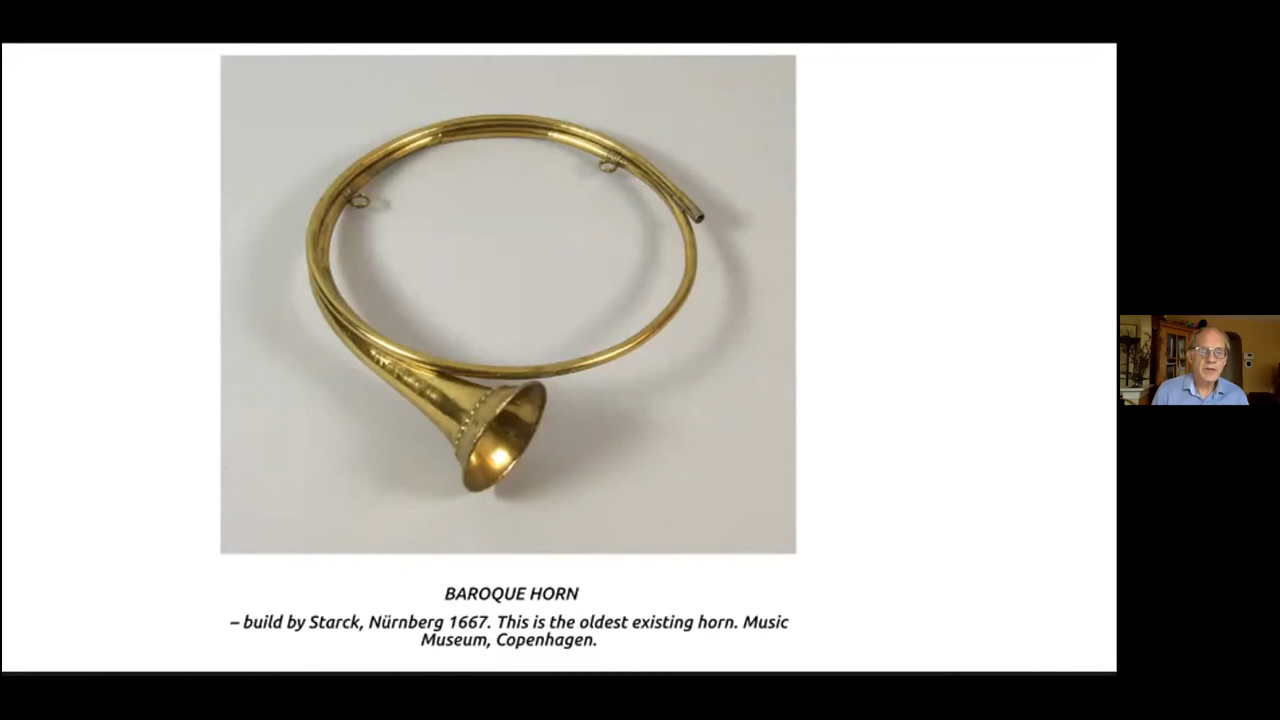 BAROQUE HORN
– build by Starck, Nürnberg 1667. This is the oldest existing horn. Music
Museum, Copenhagen.